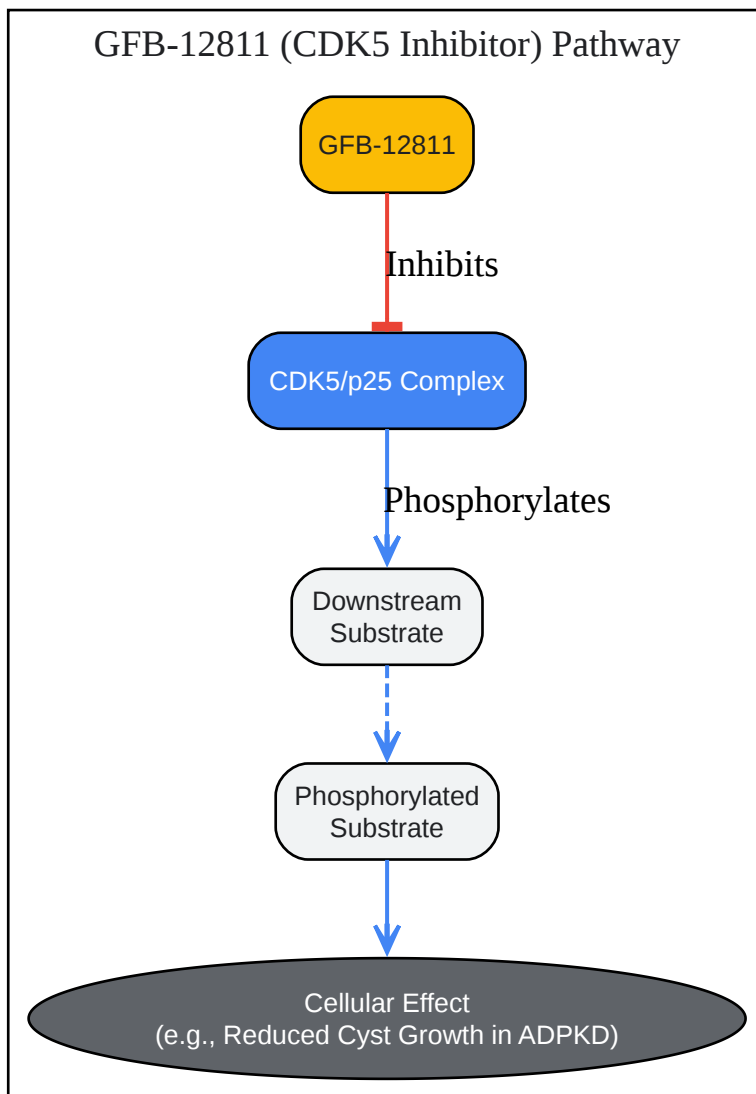 GFB-12811 (CDK5 Inhibitor) Pathway
GFB-12811
Inhibits
CDK5/p25 Complex
Phosphorylates
Downstream
Substrate
Phosphorylated
Substrate
Cellular Effect
(e.g., Reduced Cyst Growth in ADPKD)